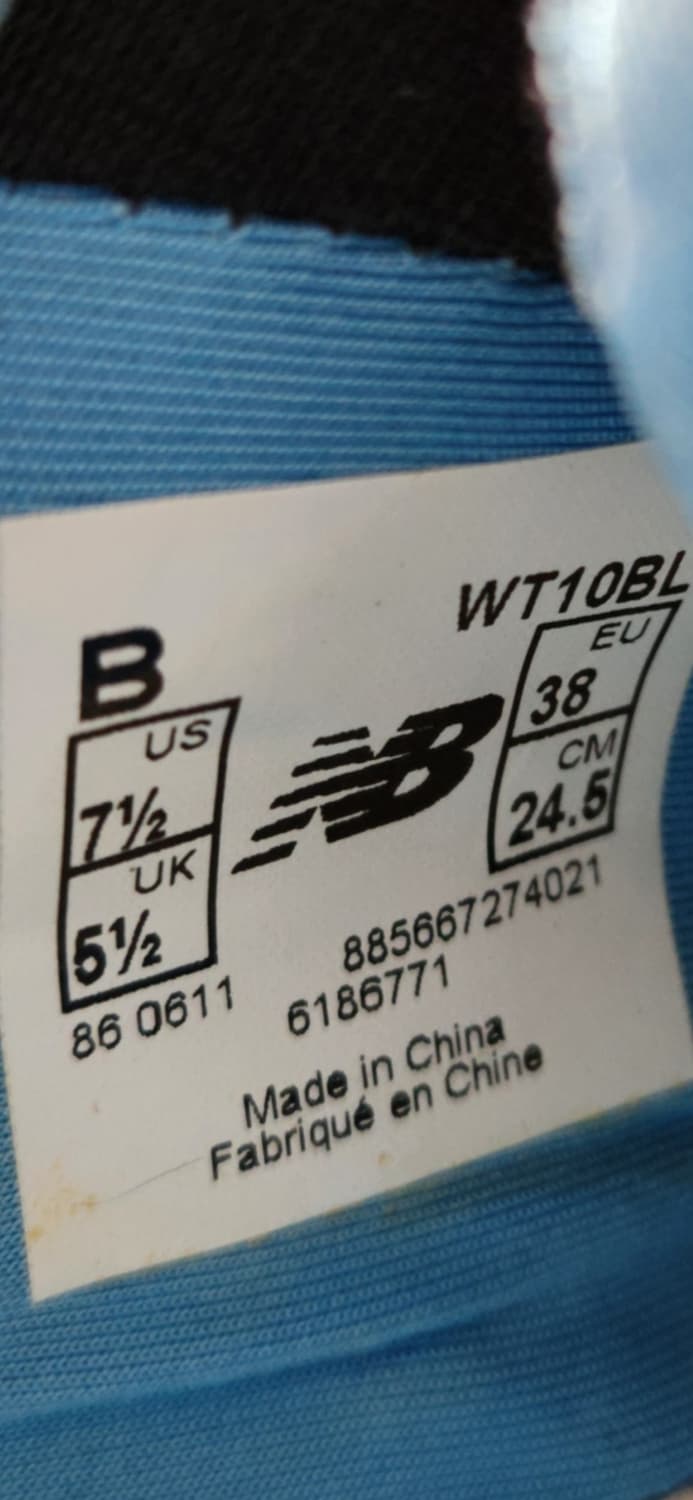 WT10BL
B
US
7½
UK
5½
NB
EU
38
CM
24.5
885667274021
86 0611
6186771
Made in China
Fabriqué en Chine